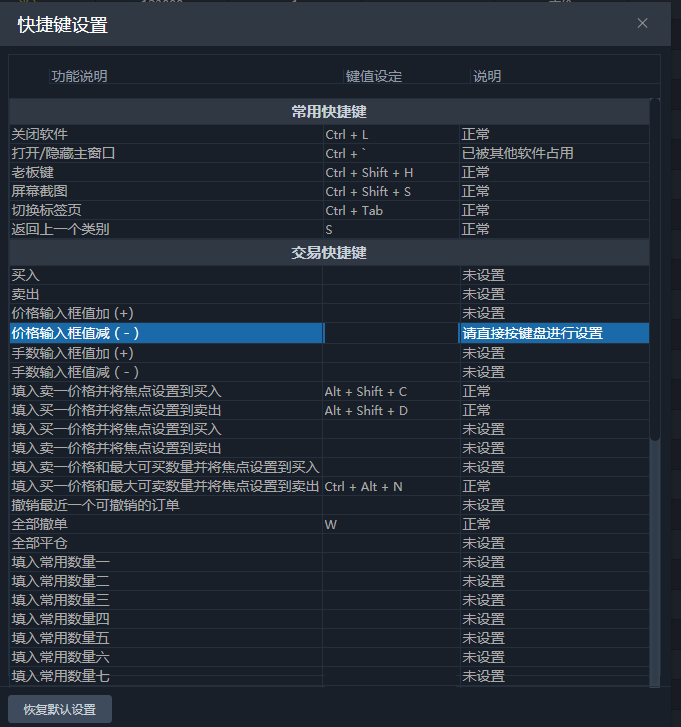 快捷键设置
功能说明 键值设定 说明
常用快捷键
关闭软件 Ctrl + L 正常
打开/隐藏主窗口 Ctrl + ` 已被其他软件占用
老板键 Ctrl + Shift + H 正常
屏幕截图 Ctrl + Shift + S 正常
切换标签页 Ctrl + Tab 正常
返回上一个类别 S 正常
交易快捷键
买入 未设置
卖出 未设置
价格输入框值加 (+) 未设置
价格输入框值减 ( - ) 请直接按键盘进行设置
手数输入框值加 (+) 未设置
手数输入框值减 ( - ) 未设置
填入卖一价格并将焦点设置到买入 Alt + Shift + C 正常
填入买一价格并将焦点设置到卖出 Alt + Shift + D 正常
填入买一价格并将焦点设置到买入 未设置
填入卖一价格并将焦点设置到卖出 未设置
填入卖一价格和最大可买数量并将焦点设置到买入 未设置
填入买一价格和最大可卖数量并将焦点设置到卖出 Ctrl + Alt + N 正常
撤销最近一个可撤销的订单 未设置
全部撤单 W 正常
全部平仓 未设置
填入常用数量一 未设置
填入常用数量二 未设置
填入常用数量三 未设置
填入常用数量四 未设置
填入常用数量五 未设置
填入常用数量六 未设置
填入常用数量七 未设置
恢复默认设置